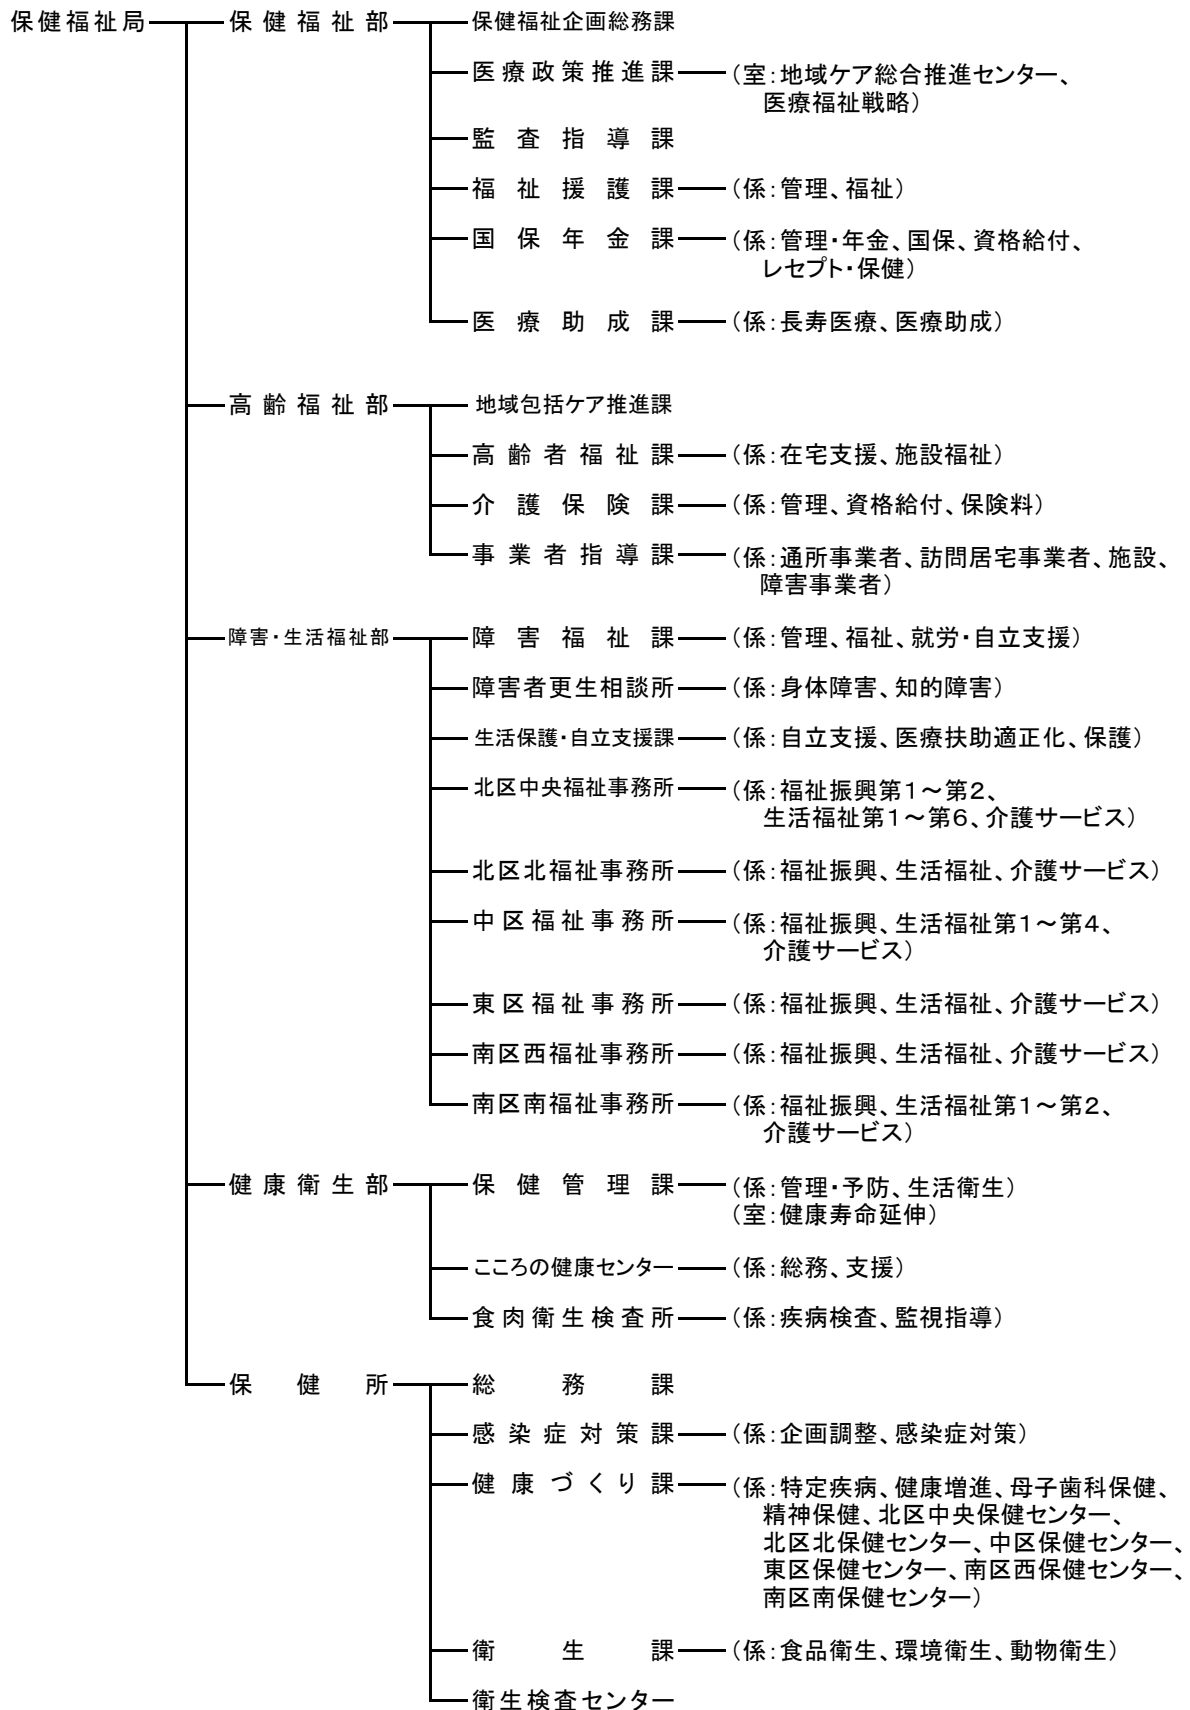 保健福祉局
保健福祉部
保健福祉企画総務課
医療政策推進課
（室：地域ケア総合推進センター、
医療福祉戦略）
監査指導課
福祉援護課
（係：管理、福祉）
国保年金課
（係：管理・年金、国保、資格給付、
レセプト・保健）
医療助成課
（係：長寿医療、医療助成）
高齢福祉部
地域包括ケア推進課
高齢者福祉課
（係：在宅支援、施設福祉）
介護保険課
（係：管理、資格給付、保険料）
事業者指導課
（係：通所事業者、訪問居宅事業者、施設、
障害事業者）
障害・生活福祉部
障害福祉課
（係：管理、福祉、就労・自立支援）
障害者更生相談所
（係：身体障害、知的障害）
生活保護・自立支援課
（係：自立支援、医療扶助適正化、保護）
北区中央福祉事務所
（係：福祉振興第１～第２、
生活福祉第１～第６、介護サービス）
北区北福祉事務所
（係：福祉振興、生活福祉、介護サービス）
中区福祉事務所
（係：福祉振興、生活福祉第１～第４、
介護サービス）
東区福祉事務所
（係：福祉振興、生活福祉、介護サービス）
南区西福祉事務所
（係：福祉振興、生活福祉、介護サービス）
南区南福祉事務所
（係：福祉振興、生活福祉第１～第２、
介護サービス）
健康衛生部
保健管理課
（係：管理・予防、生活衛生）
（室：健康寿命延伸）
こころの健康センター
（係：総務、支援）
食肉衛生検査所
（係：疾病検査、監視指導）
保健所
総務課
感染症対策課
（係：企画調整、感染症対策）
健康づくり課
（係：特定疾病、健康増進、母子歯科保健、
精神保健、北区中央保健センター、
北区北保健センター、中区保健センター、
東区保健センター、南区西保健センター、
南区南保健センター）
衛生課
（係：食品衛生、環境衛生、動物衛生）
衛生検査センター